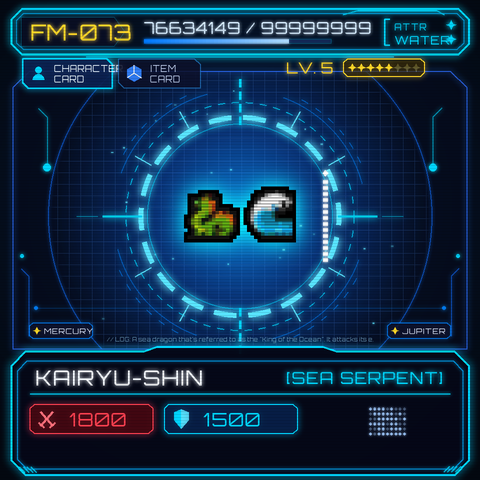 FM-073
76634149 / 99999999
ATTR
WATER
CHARACTER
CARD
ITEM
CARD
LV.5
MERCURY
JUPITER
// LOG: A sea dragon that's referred to as the "King of the Ocean". It attacks its e
KAIRYU-SHIN
[SEA SERPENT]
1800
1500